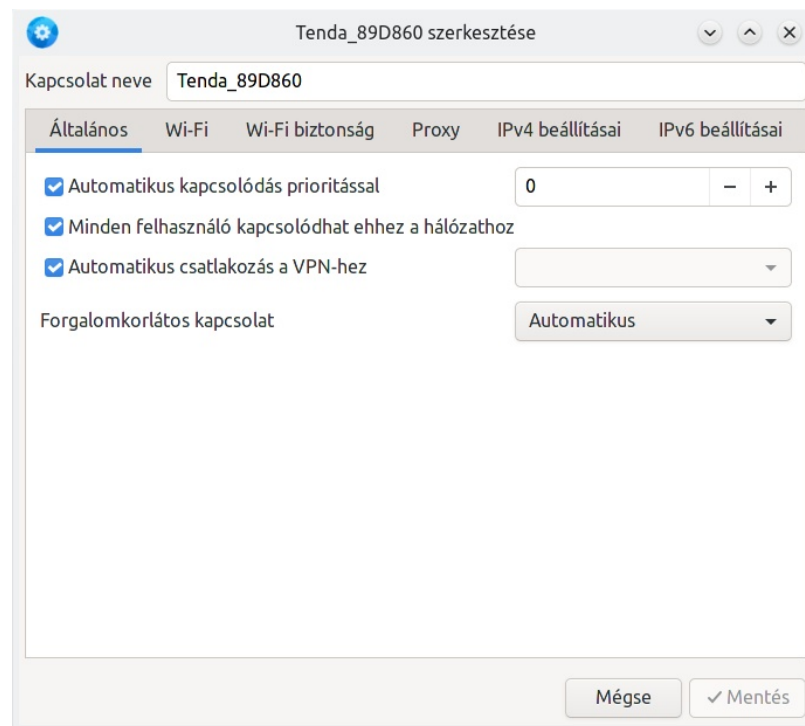 Tenda_89D860 szerkesztése
Kapcsolat neve Tenda_89D860
Általános Wi-Fi Wi-Fi biztonság Proxy IPv4 beállításai IPv6 beállításai
Automatikus kapcsolódás prioritással 0 − +
Minden felhasználó kapcsolódhat ehhez a hálózathoz
Automatikus csatlakozás a VPN-hez
Forgalomkorlátos kapcsolat Automatikus
Mégse Mentés